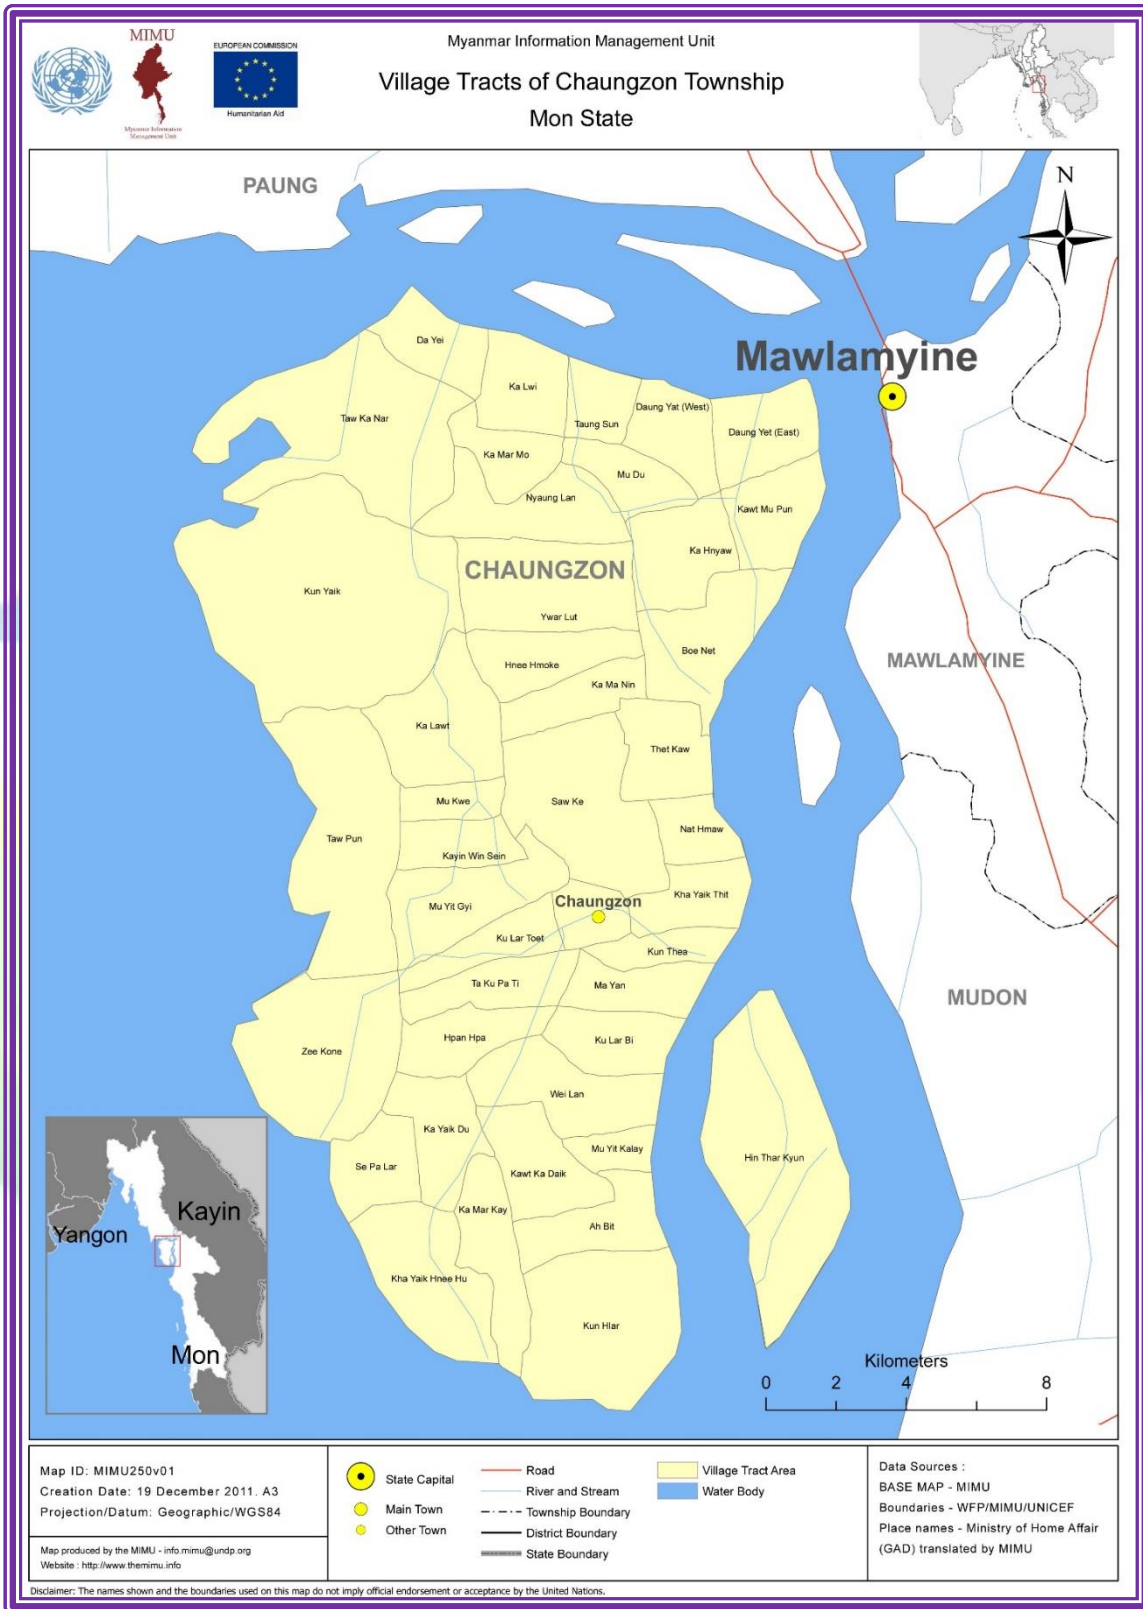 MIMU
Myanmar Information
Management Unit
EUROPEAN COMMISSION
Humanitarian Aid
Myanmar Information Management Unit
Village Tracts of Chaungzon Township
Mon State
PAUNG
N
Da Yei
Mawlamyine
Ka Lwi
Daung Yat (West)
Taw Ka Nar
Taung Sun
Daung Yet (East)
Ka Mar Mo
Mu Du
Nyaung Lan
Kawt Mu Pun
Ka Hnyaw
CHAUNGZON
Kun Yaik
Ywar Lut
Boe Net
MAWLAMYINE
Hnee Hmoke
Ka Ma Nin
Ka Lawt
Thet Kaw
Mu Kwe
Saw Ke
Nat Hmaw
Taw Pun
Kayin Win Sein
Kha Yaik Thit
Chaungzon
Mu Yit Gyi
Ku Lar Toet
Kun Thea
Ta Ku Pa Ti
Ma Yan
MUDON
Hpan Hpa
Ku Lar Bi
Zee Kone
Wei Lan
Ka Yaik Du
Mu Yit Kalay
Hin Thar Kyun
Se Pa Lar
Kawt Ka Daik
Ka Mar Kay
Ah Bit
Kha Yaik Hnee Hu
Kun Hlar
Kayin
Yangon
Mon
Kilometers
0 2 4 8
Map ID: MIMU250v01
Creation Date: 19 December 2011. A3
Projection/Datum: Geographic/WGS84
Map produced by the MIMU - info.mimu@undp.org
Website : http://www.themimu.info
State Capital
Main Town
Other Town
Road
River and Stream
Township Boundary
District Boundary
State Boundary
Village Tract Area
Water Body
Data Sources :
BASE MAP - MIMU
Boundaries - WFP/MIMU/UNICEF
Place names - Ministry of Home Affair
(GAD) translated by MIMU
Disclaimer: The names shown and the boundaries used on this map do not imply official endorsement or acceptance by the United Nations.